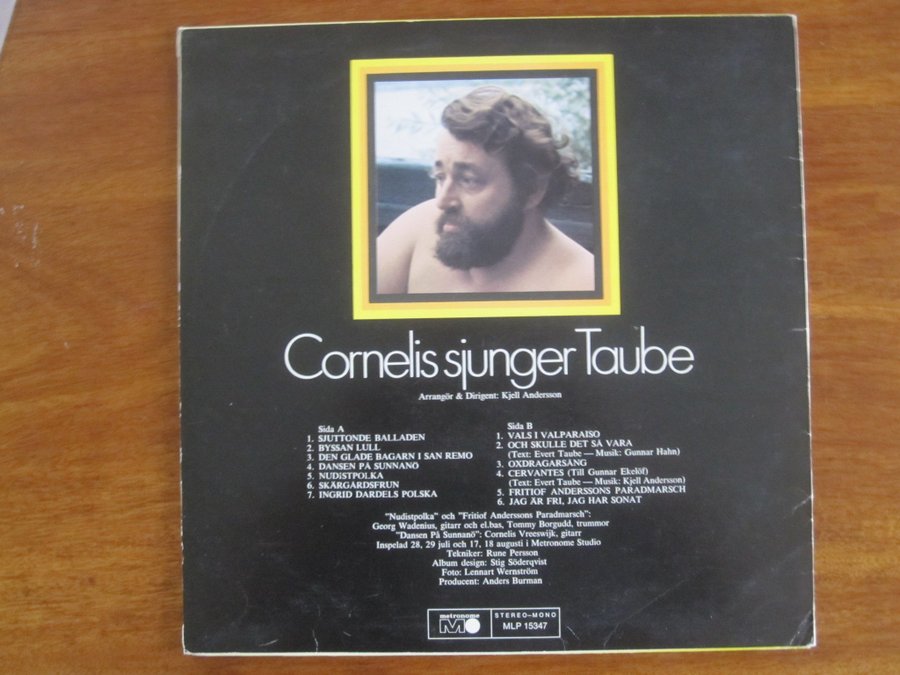 Cornelis sjunger Taube
Arrangör & Dirigent: Kjell Andersson
Sida A
1. SJUTTONDE BALLADEN
2. BYSSAN LULL
3. DEN GLADE BAGARN I SAN REMO
4. DANSEN PÅ SUNNANÖ
5. NUDISTPOLKA
6. SKÄRGÅRDSFRUN
7. INGRID DARDELS POLSKA
Sida B
1. VALS I VALPARAISO
2. OCH SKULLE DET SÅ VARA
(Text: Evert Taube — Musik: Gunnar Hahn)
3. OXDRAGARSÅNG
4. CERVANTES (Till Gunnar Ekelöf)
(Text: Evert Taube — Musik: Kjell Andersson)
5. FRITIOF ANDERSSONS PARADMARSCH
6. JAG ÄR FRI, JAG HAR SONAT
"Nudistpolka" och "Fritiof Anderssons Paradmarsch":
Georg Wadenius, gitarr och el.bas, Tommy Borgudd, trummor
"Dansen På Sunnanö": Cornelis Vreeswijk, gitarr
Inspelad 28, 29 juli och 17, 18 augusti i Metronome Studio
Tekniker: Rune Persson
Album design: Stig Söderqvist
Foto: Lennart Wernström
Producent: Anders Burman
metronome
STEREO-MONO
MLP 15347